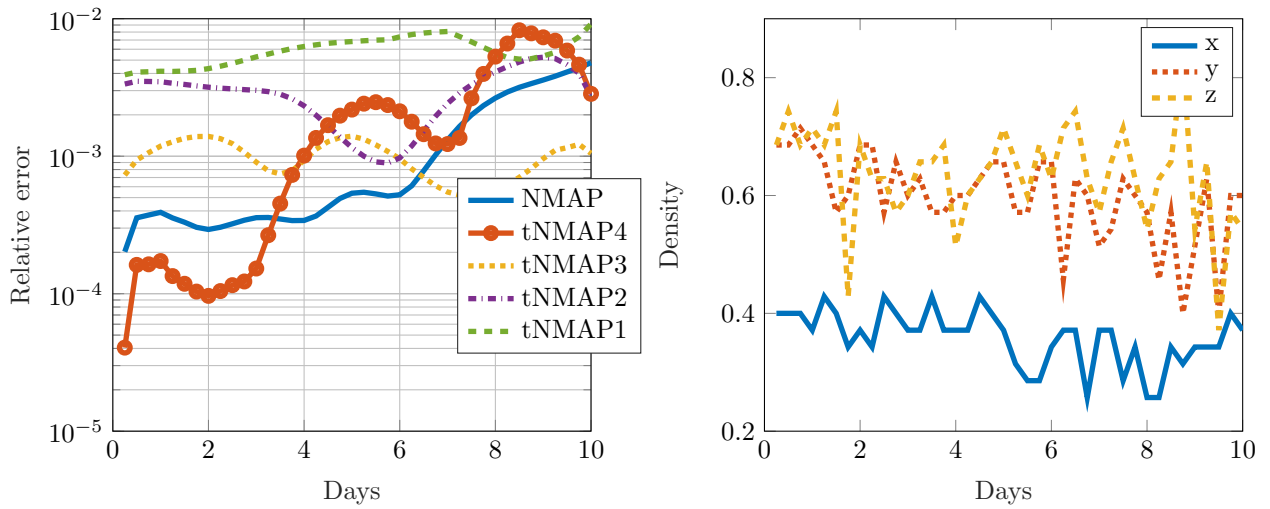 10−2
10−3
10−4
10−5
0 2 4 6 8 10
Days
Relative error
NMAP
tNMAP4
tNMAP3
tNMAP2
tNMAP1
0.8
0.6
0.4
0.2
0 2 4 6 8 10
Days
Density
x
y
z